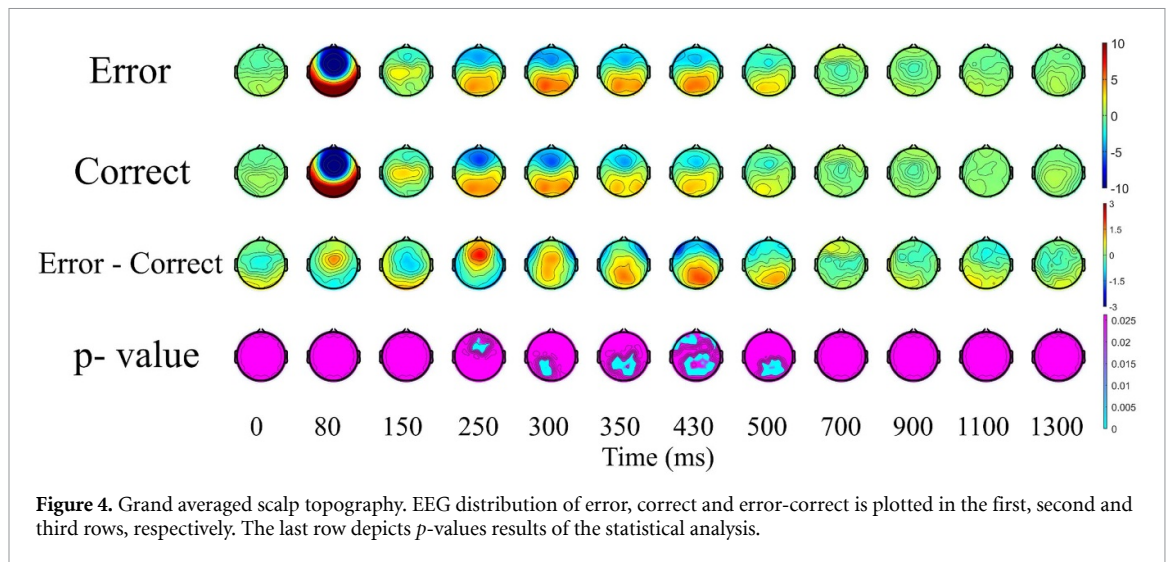 Error
10
5
0
-5
-10
Correct
3
1.5
0
-1.5
-3
Error - Correct
p- value
0.025
0.02
0.015
0.01
0.005
0
0 80 150 250 300 350 430 500 700 900 1100 1300
Time (ms)
Figure 4. Grand averaged scalp topography. EEG distribution of error, correct and error-correct is plotted in the first, second and
third rows, respectively. The last row depicts p-values results of the statistical analysis.